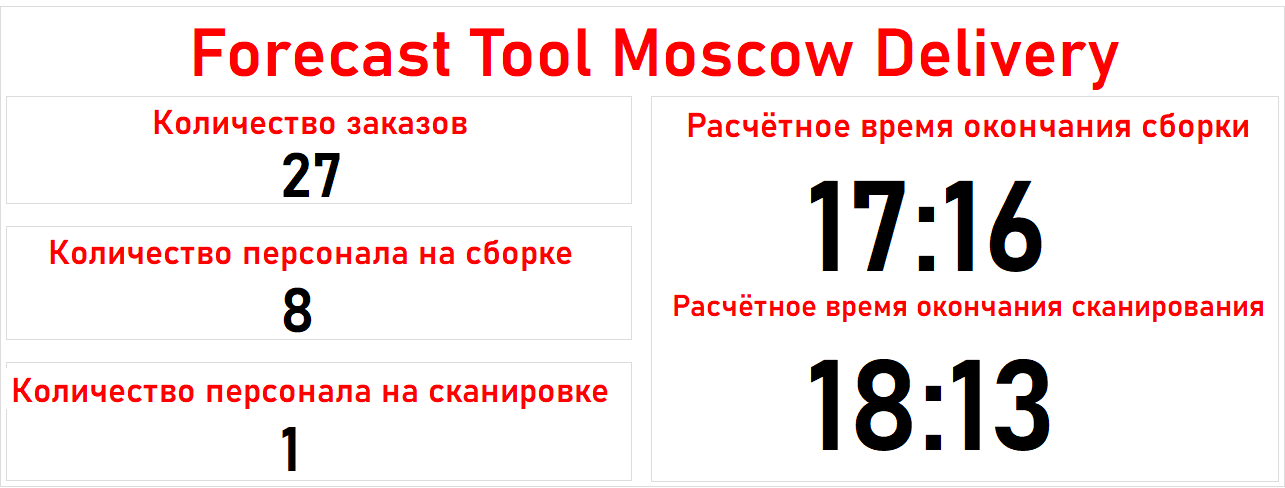 Forecast Tool Moscow Delivery
Количество заказов
27
Количество персонала на сборке
8
Количество персонала на сканировке
1
Расчётное время окончания сборки
17:16
Расчётное время окончания сканирования
18:13